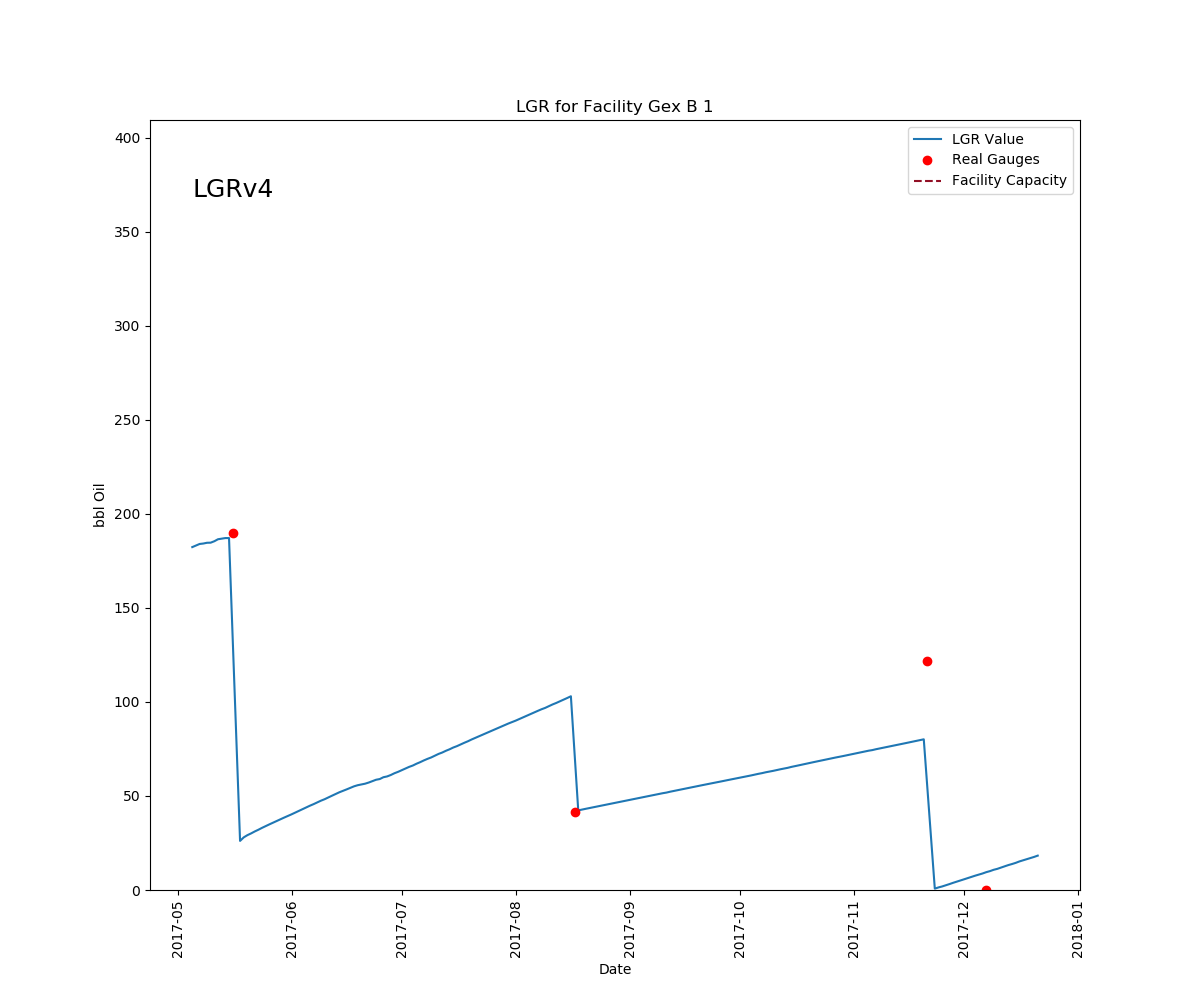 LGR for Facility Gex B 1
LGRv4
LGR Value
Real Gauges
Facility Capacity
400
350
300
250
200
150
100
50
0
bbl Oil
2017-05
2017-06
2017-07
2017-08
2017-09
2017-10
2017-11
2017-12
2018-01
Date